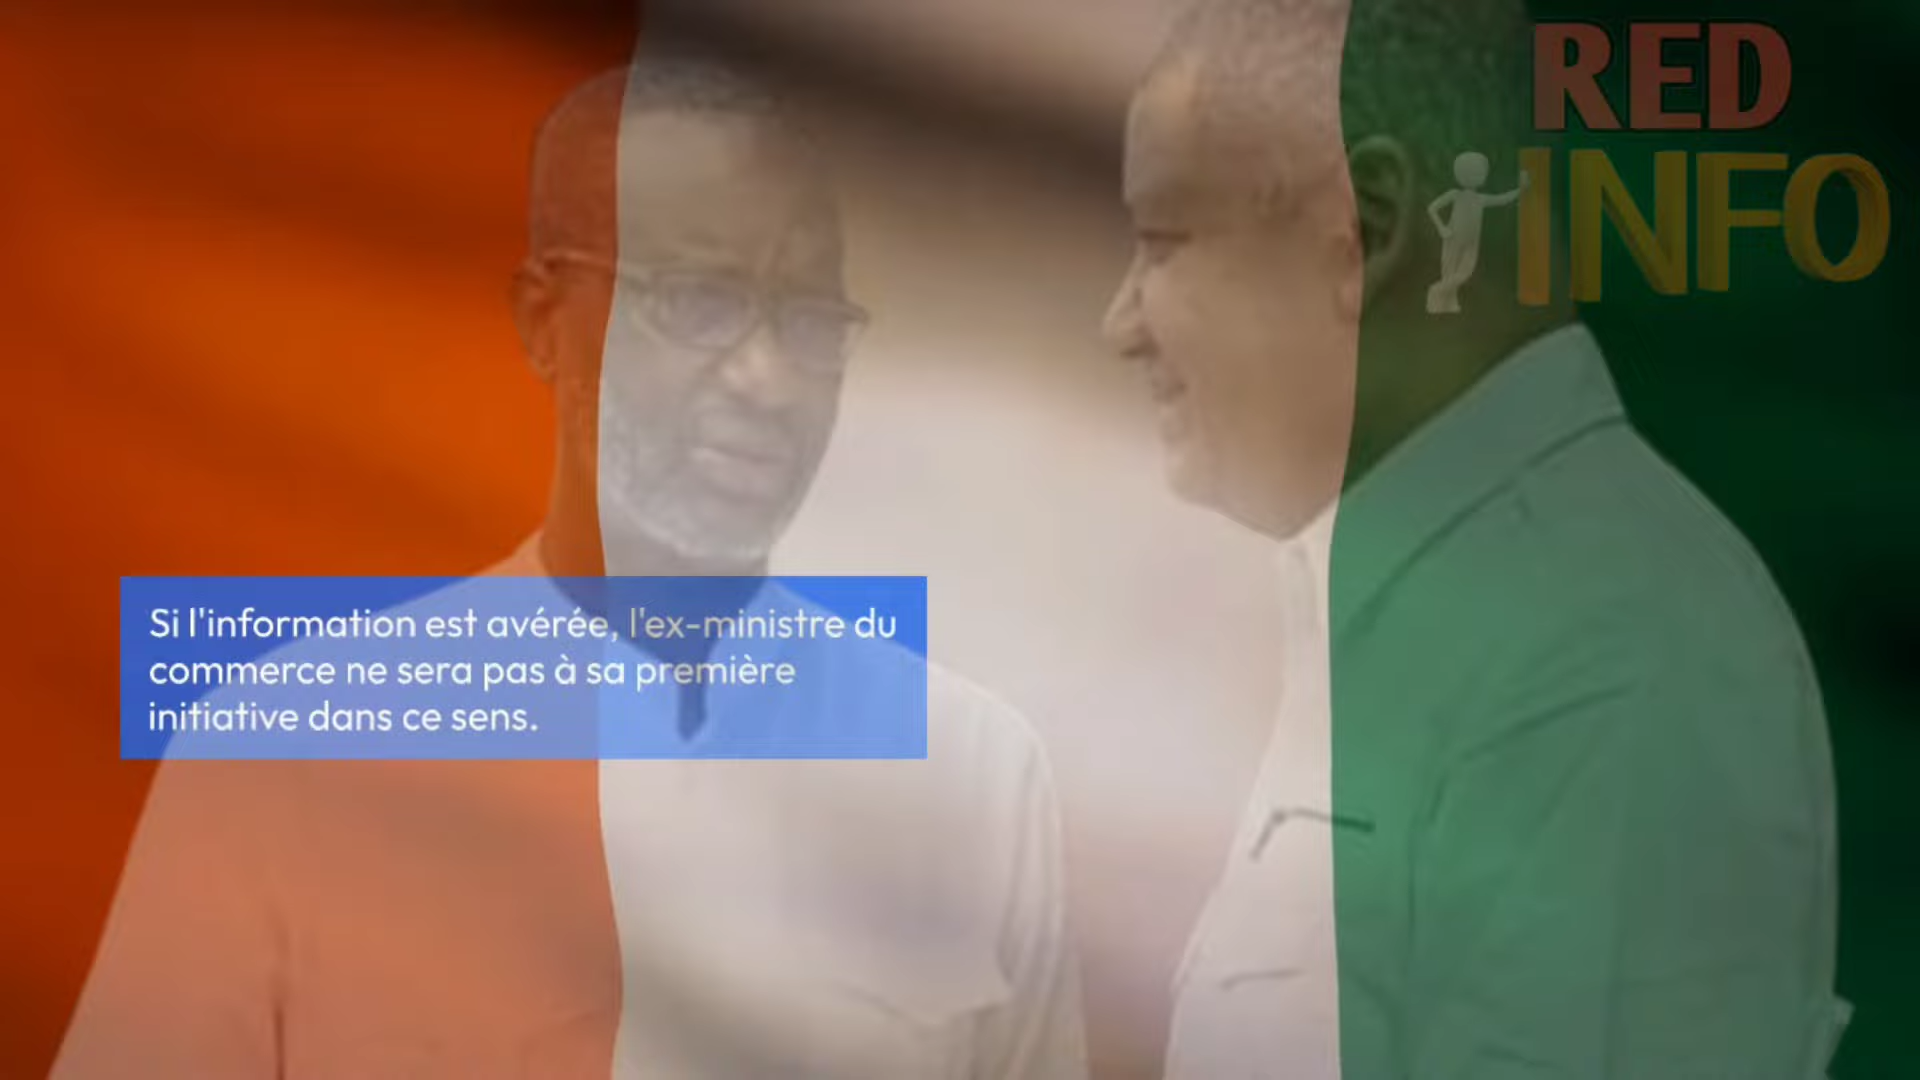 RED
INFO
Si l'information est avérée, l'ex-ministre du
commerce ne sera pas à sa première
initiative dans ce sens.